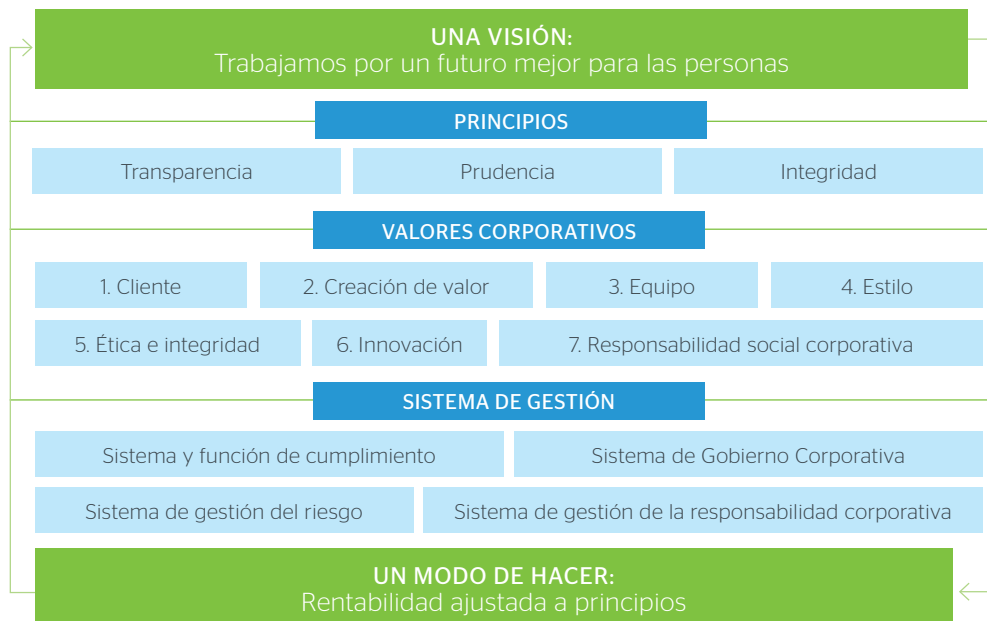 UNA VISIÓN:
Trabajamos por un futuro mejor para las personas
PRINCIPIOS
Transparencia
Prudencia
Integridad
VALORES CORPORATIVOS
1. Cliente
2. Creación de valor
3. Equipo
4. Estilo
5. Ética e integridad
6. Innovación
7. Responsabilidad social corporativa
SISTEMA DE GESTIÓN
Sistema y función de cumplimiento
Sistema de Gobierno Corporativa
Sistema de gestión del riesgo
Sistema de gestión de la responsabilidad corporativa
UN MODO DE HACER:
Rentabilidad ajustada a principios